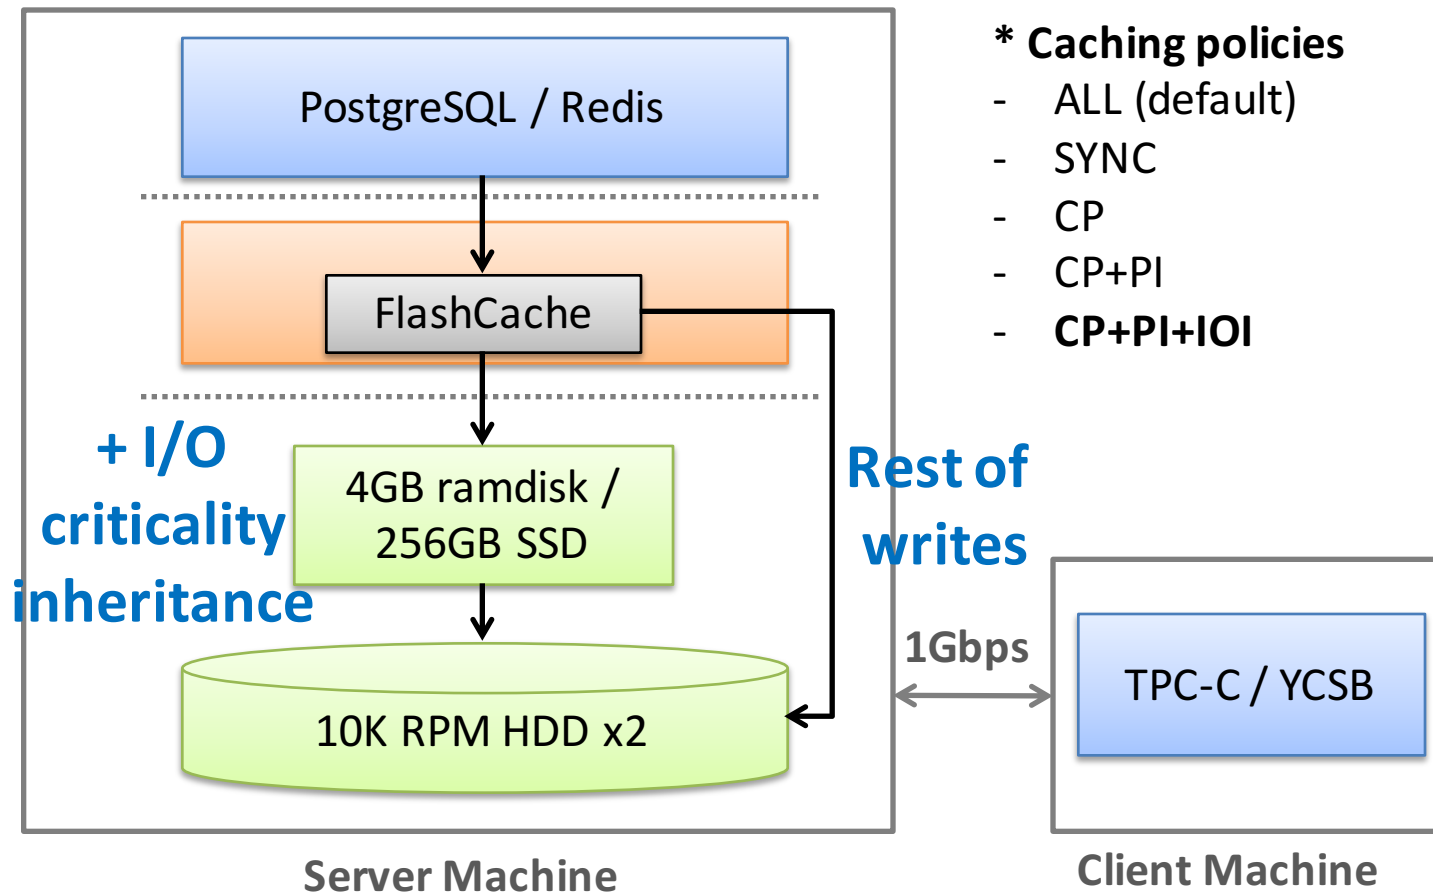 PostgreSQL / Redis
FlashCache
+ I/O
criticality
inheritance
4GB ramdisk /
256GB SSD
Rest of
writes
10K RPM HDD x2
Server Machine
* Caching policies
- ALL (default)
- SYNC
- CP
- CP+PI
- CP+PI+IOI
1Gbps
TPC-C / YCSB
Client Machine